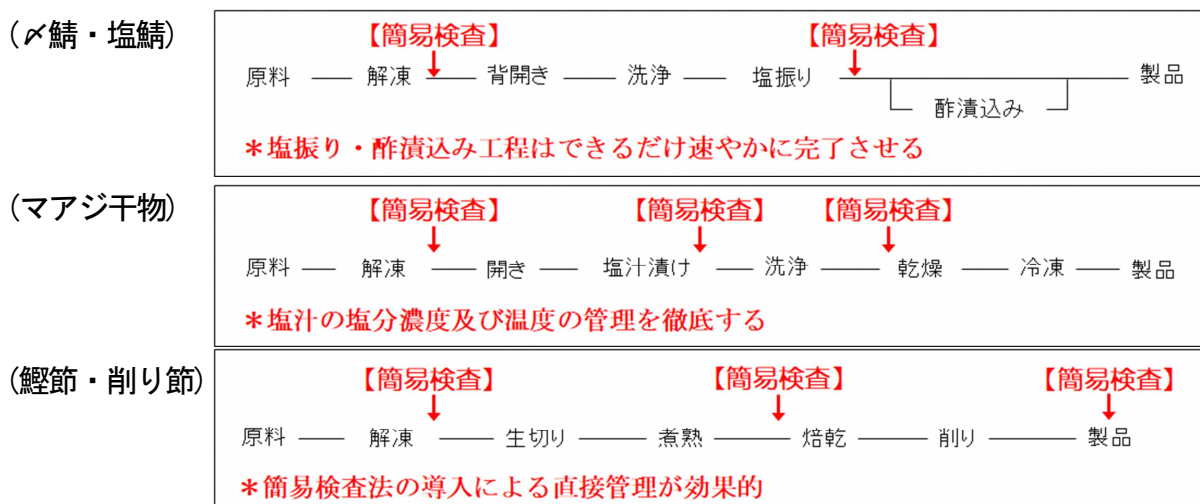 (〆鯖・塩鯖)
【簡易検査】 【簡易検査】
原料 解凍 背開き 洗浄 塩振り 製品
酢漬込み
＊塩振り・酢漬込み工程はできるだけ速やかに完了させる
(マアジ干物)
【簡易検査】 【簡易検査】 【簡易検査】
原料 解凍 開き 塩汁漬け 洗浄 乾燥 冷凍 製品
＊塩汁の塩分濃度及び温度の管理を徹底する
(鰹節・削り節)
【簡易検査】 【簡易検査】 【簡易検査】
原料 解凍 生切り 煮熟 焙乾 削り 製品
＊簡易検査法の導入による直接管理が効果的